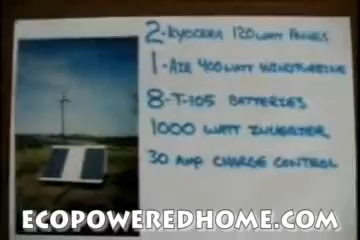 2-KYOCERA 120 WATT PANELS
1-AIR 400 WATT WINDTURBINE
8-T-105 BATTERIES
1000 WATT INVERTER
30 AMP CHARGE CONTROL
ECOPOWEREDHOME.COM